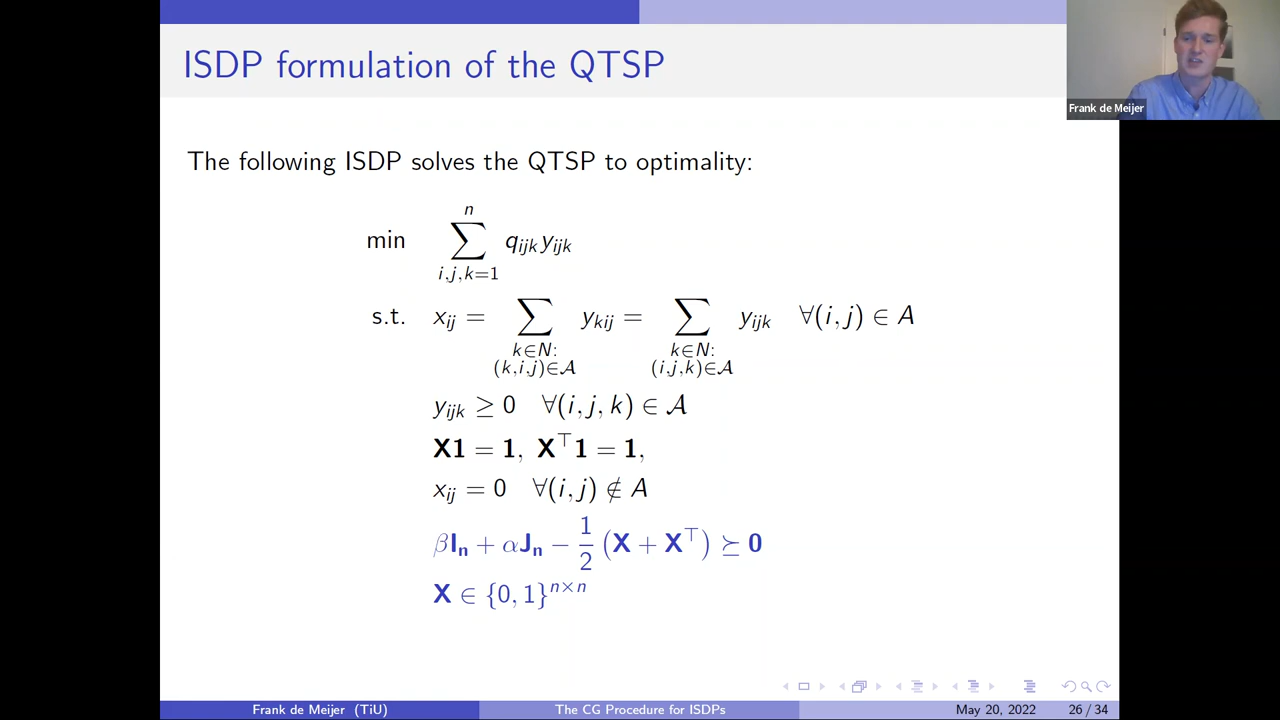 ISDP formulation of the QTSP
Frank de Meijer
The following ISDP solves the QTSP to optimality:
min ∑_{i,j,k=1}^{n} q_{ijk} y_{ijk}
s.t. x_{ij} = ∑_{k∈N: (k,i,j)∈𝒜} y_{kij} = ∑_{k∈N: (i,j,k)∈𝒜} y_{ijk} ∀(i, j) ∈ A
y_{ijk} ≥ 0 ∀(i, j, k) ∈ 𝒜
X1 = 1, X^⊤1 = 1,
x_{ij} = 0 ∀(i, j) ∉ A
βI_n + αJ_n − 1/2 (X + X^⊤) ⪰ 0
X ∈ {0, 1}^{n×n}
Frank de Meijer (TiU) The CG Procedure for ISDPs May 20, 2022 26 / 34